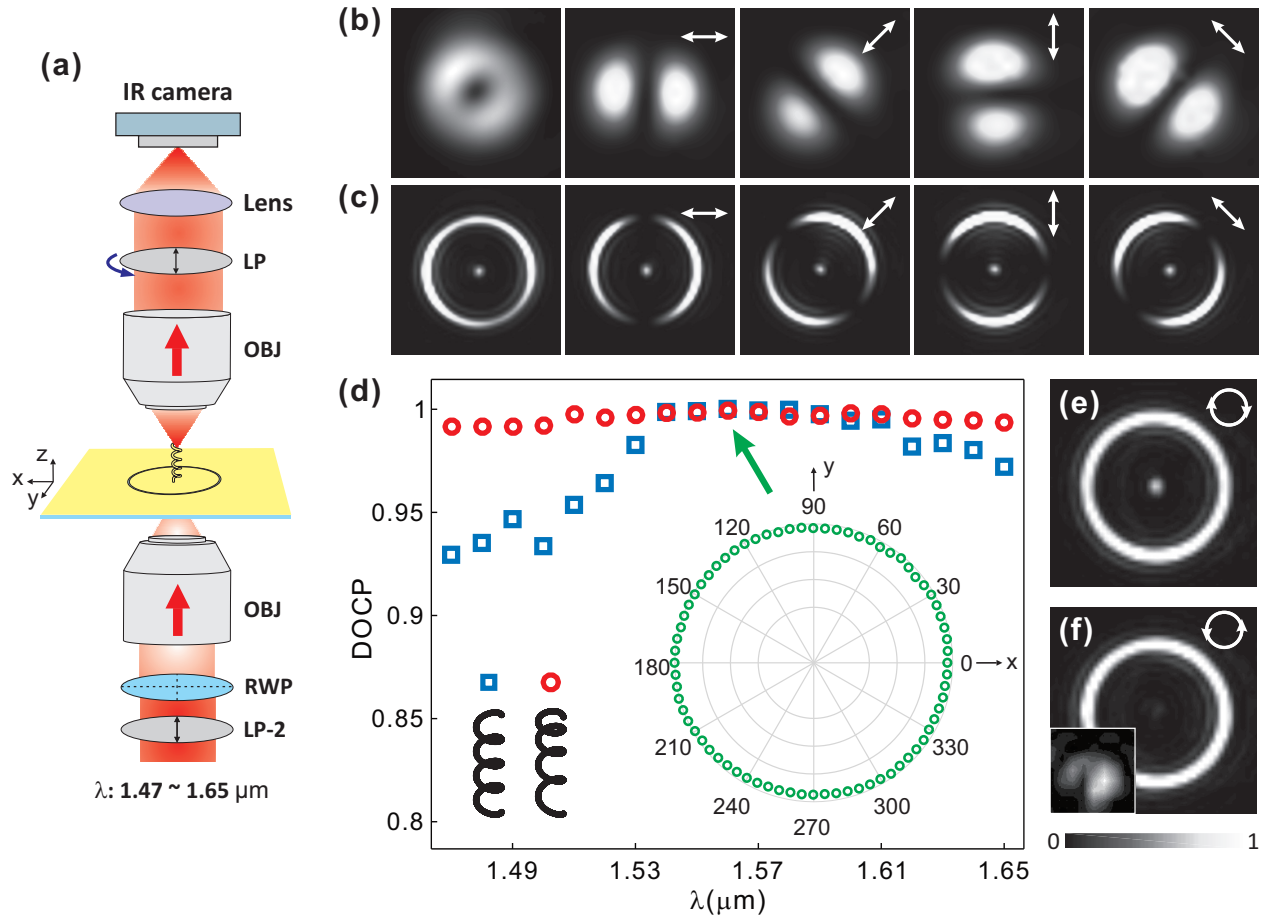 (a)
IR camera
Lens
LP
OBJ
z
x
y
OBJ
RWP
LP-2
λ: 1.47 ~ 1.65 µm
(b)
(c)
(d)
1
0.95
0.9
0.85
0.8
DOCP
1.49
1.53
1.57
1.61
1.65
λ(µm)
y
90
120
60
150
30
180
0
x
210
330
240
300
270
(e)
(f)
0
1